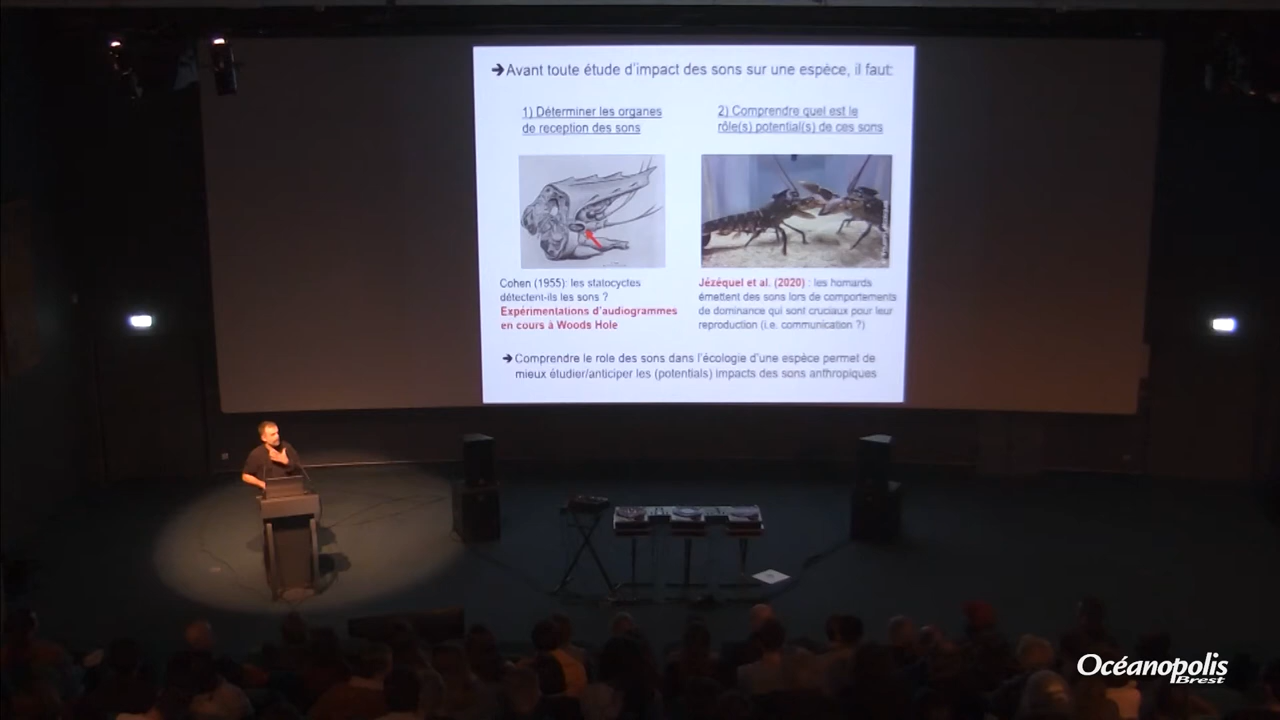 ➔Avant toute étude d'impact des sons sur une espèce, il faut:
1) Déterminer les organes
de reception des sons
2) Comprendre quel est le
rôle(s) potential(s) de ces sons
Cohen (1955): les statocyctes
détectent-ils les sons ?
Expérimentations d'audiogrammes
en cours à Woods Hole
Jézéquel et al. (2020) : les homards
émettent des sons lors de comportements
de dominance qui sont cruciaux pour leur
reproduction (i.e. communication ?)
➔Comprendre le role des sons dans l'écologie d'une espèce permet de
mieux étudier/anticiper les (potentials) impacts des sons anthropiques
Océanopolis
Brest